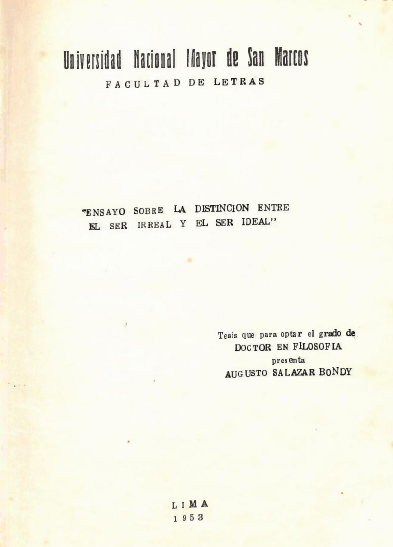 Universidad Nacional Mayor de San Marcos
FACULTAD DE LETRAS
"ENSAYO SOBRE LA DISTINCION ENTRE
EL SER IRREAL Y EL SER IDEAL"
Tesis que para optar el grado de
DOCTOR EN FILOSOFIA
presenta
AUGUSTO SALAZAR BONDY
LIMA
1953